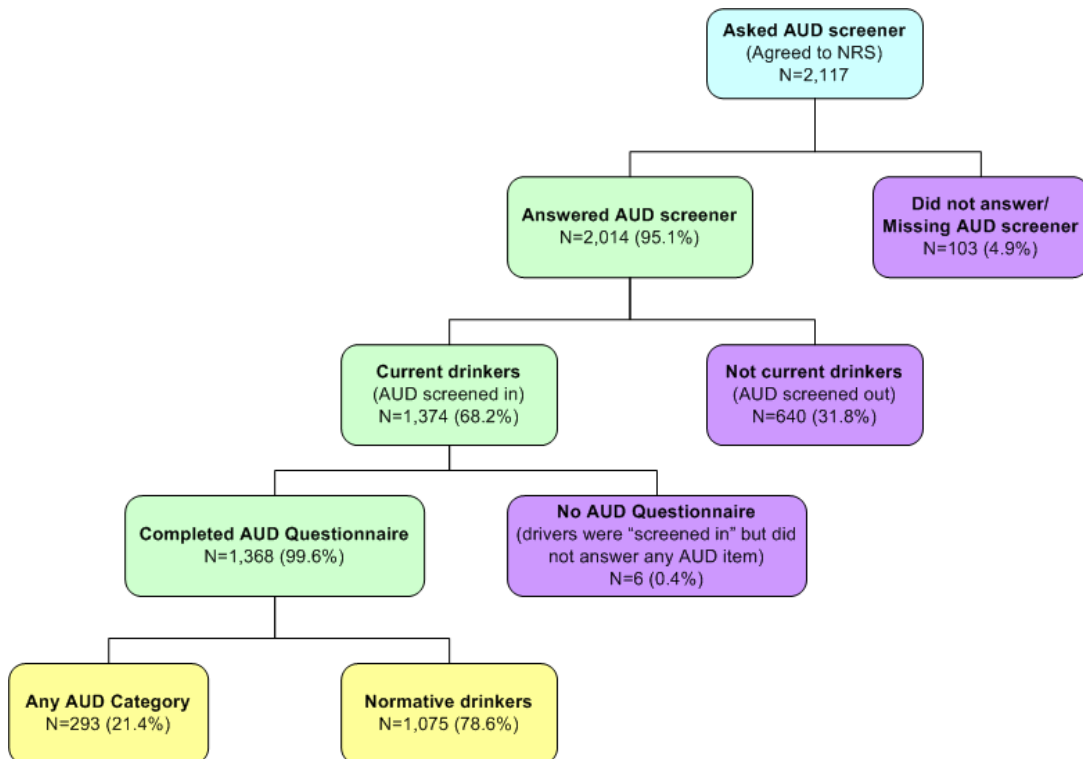 Asked AUD screener
(Agreed to NRS)
N=2,117
Answered AUD screener
N=2,014 (95.1%)
Did not answer/
Missing AUD screener
N=103 (4.9%)
Current drinkers
(AUD screened in)
N=1,374 (68.2%)
Not current drinkers
(AUD screened out)
N=640 (31.8%)
Completed AUD Questionnaire
N=1,368 (99.6%)
No AUD Questionnaire
(drivers were “screened in” but did
not answer any AUD item)
N=6 (0.4%)
Any AUD Category
N=293 (21.4%)
Normative drinkers
N=1,075 (78.6%)